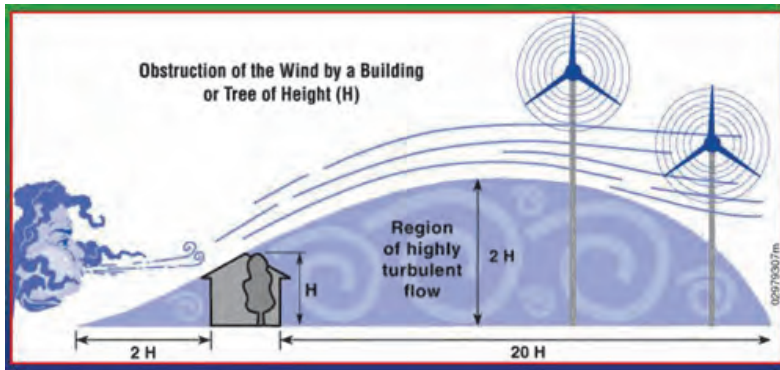 Obstruction of the Wind by a Building
or Tree of Height (H)
Region
of highly
turbulent
flow
2 H
H
2 H
20 H
02979307m